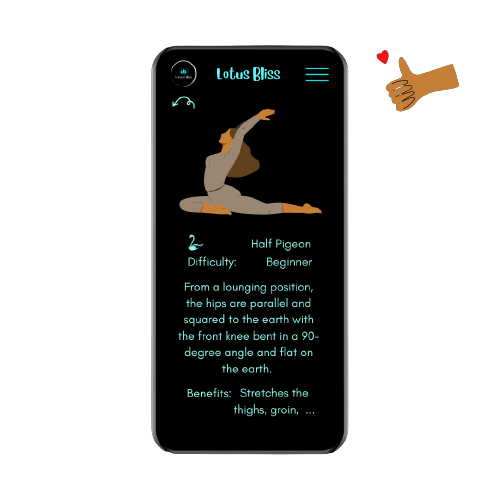 Lotus Bliss
Half Pigeon
Difficulty: Beginner
From a lounging position,
the hips are parallel and
squared to the earth with
the front knee bent in a 90-
degree angle and flat on
the earth.
Benefits: Stretches the
thighs, groin, ...